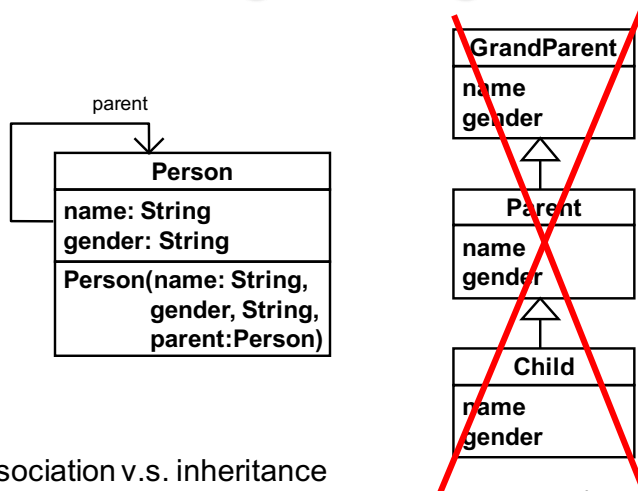 parent
Person
name: String
gender: String
Person(name: String,
gender, String,
parent:Person)
GrandParent
name
gender
Parent
name
gender
Child
name
gender
sociation v.s. inheritance